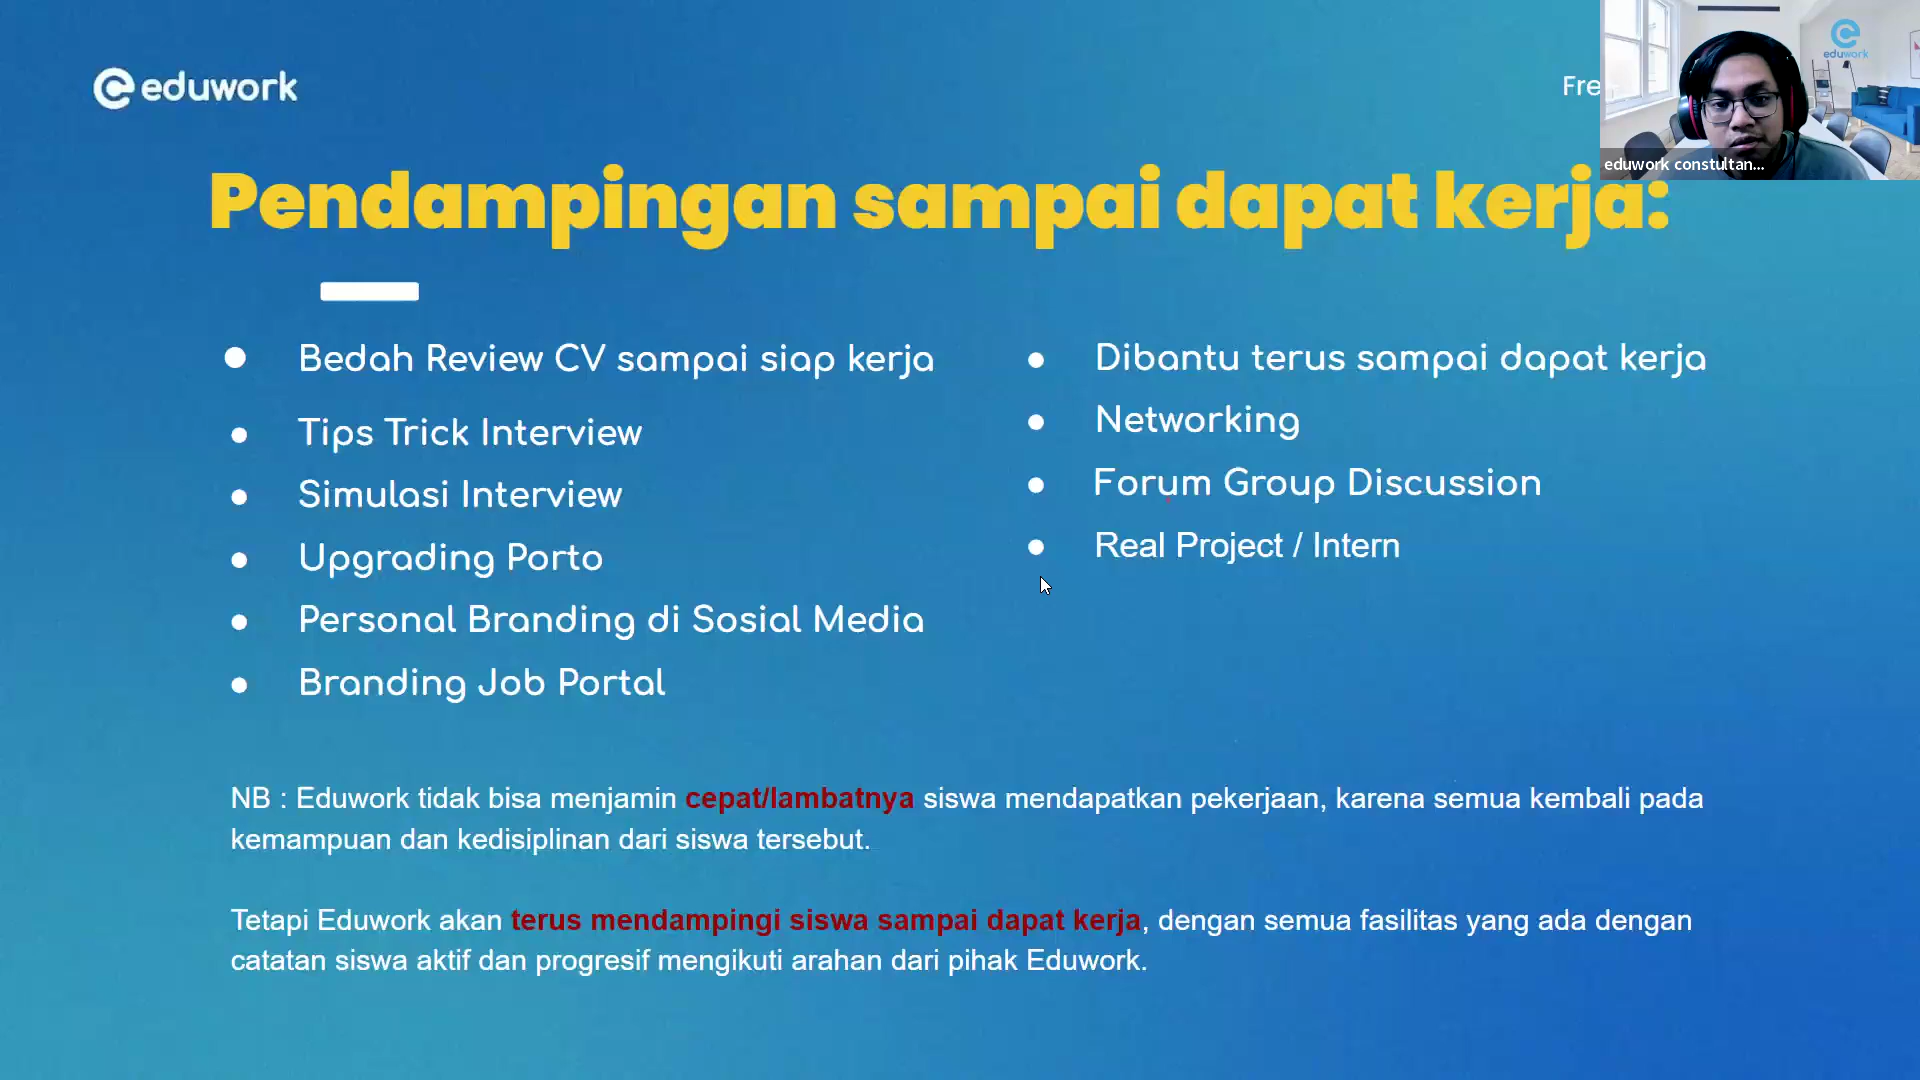 eduwork
Fre
eduwork
eduwork constultan...
Pendampingan sampai dapat kerja:
Bedah Review CV sampai siap kerja
Tips Trick Interview
Simulasi Interview
Upgrading Porto
Personal Branding di Sosial Media
Branding Job Portal
Dibantu terus sampai dapat kerja
Networking
Forum Group Discussion
Real Project / Intern
NB : Eduwork tidak bisa menjamin cepat/lambatnya siswa mendapatkan pekerjaan, karena semua kembali pada
kemampuan dan kedisiplinan dari siswa tersebut.
Tetapi Eduwork akan terus mendampingi siswa sampai dapat kerja, dengan semua fasilitas yang ada dengan
catatan siswa aktif dan progresif mengikuti arahan dari pihak Eduwork.